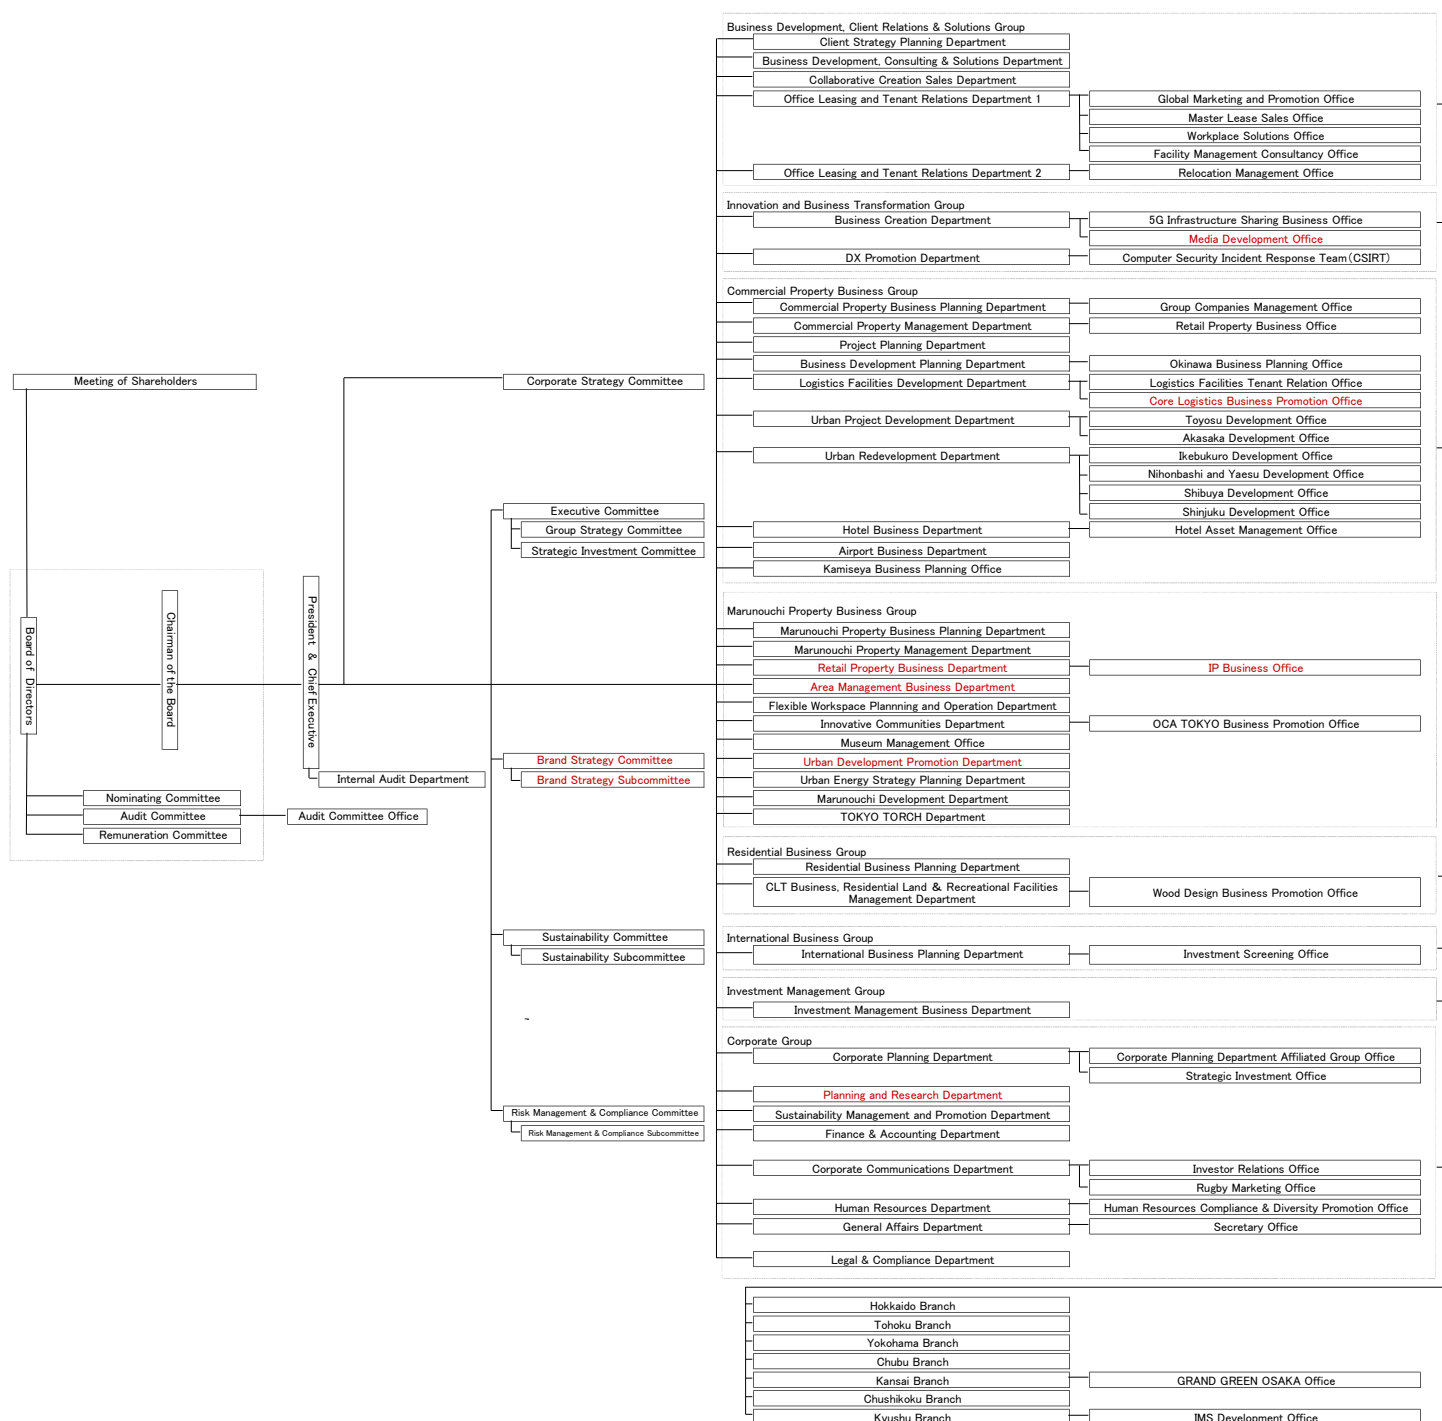 Meeting of Shareholders
Board of Directors
Chairman of the Board
Nominating Committee
Audit Committee
Remuneration Committee
Audit Committee Office
President & Chief Executive
Internal Audit Department
Corporate Strategy Committee
Executive Committee
Group Strategy Committee
Strategic Investment Committee
Brand Strategy Committee
Brand Strategy Subcommittee
Sustainability Committee
Sustainability Subcommittee
Risk Management & Compliance Committee
Risk Management & Compliance Subcommittee
Business Development, Client Relations & Solutions Group
Client Strategy Planning Department
Business Development, Consulting & Solutions Department
Collaborative Creation Sales Department
Office Leasing and Tenant Relations Department 1
Global Marketing and Promotion Office
Master Lease Sales Office
Workplace Solutions Office
Facility Management Consultancy Office
Office Leasing and Tenant Relations Department 2
Relocation Management Office
Innovation and Business Transformation Group
Business Creation Department
5G Infrastructure Sharing Business Office
Media Development Office
DX Promotion Department
Computer Security Incident Response Team(CSIRT)
Commercial Property Business Group
Commercial Property Business Planning Department
Group Companies Management Office
Commercial Property Management Department
Retail Property Business Office
Project Planning Department
Business Development Planning Department
Okinawa Business Planning Office
Logistics Facilities Development Department
Logistics Facilities Tenant Relation Office
Core Logistics Business Promotion Office
Urban Project Development Department
Toyosu Development Office
Akasaka Development Office
Urban Redevelopment Department
Ikebukuro Development Office
Nihonbashi and Yaesu Development Office
Shibuya Development Office
Shinjuku Development Office
Hotel Business Department
Hotel Asset Management Office
Airport Business Department
Kamiseya Business Planning Office
Marunouchi Property Business Group
Marunouchi Property Business Planning Department
Marunouchi Property Management Department
Retail Property Business Department
IP Business Office
Area Management Business Department
Flexible Workspace Plannning and Operation Department
Innovative Communities Department
OCA TOKYO Business Promotion Office
Museum Management Office
Urban Development Promotion Department
Urban Energy Strategy Planning Department
Marunouchi Development Department
TOKYO TORCH Department
Residential Business Group
Residential Business Planning Department
CLT Business, Residential Land & Recreational Facilities
Management Department
Wood Design Business Promotion Office
International Business Group
International Business Planning Department
Investment Screening Office
Investment Management Group
Investment Management Business Department
Corporate Group
Corporate Planning Department
Corporate Planning Department Affiliated Group Office
Strategic Investment Office
Planning and Research Department
Sustainability Management and Promotion Department
Finance & Accounting Department
Corporate Communications Department
Investor Relations Office
Rugby Marketing Office
Human Resources Department
Human Resources Compliance & Diversity Promotion Office
General Affairs Department
Secretary Office
Legal & Compliance Department
Hokkaido Branch
Tohoku Branch
Yokohama Branch
Chubu Branch
Kansai Branch
GRAND GREEN OSAKA Office
Chushikoku Branch
Kyushu Branch
IMS Development Office